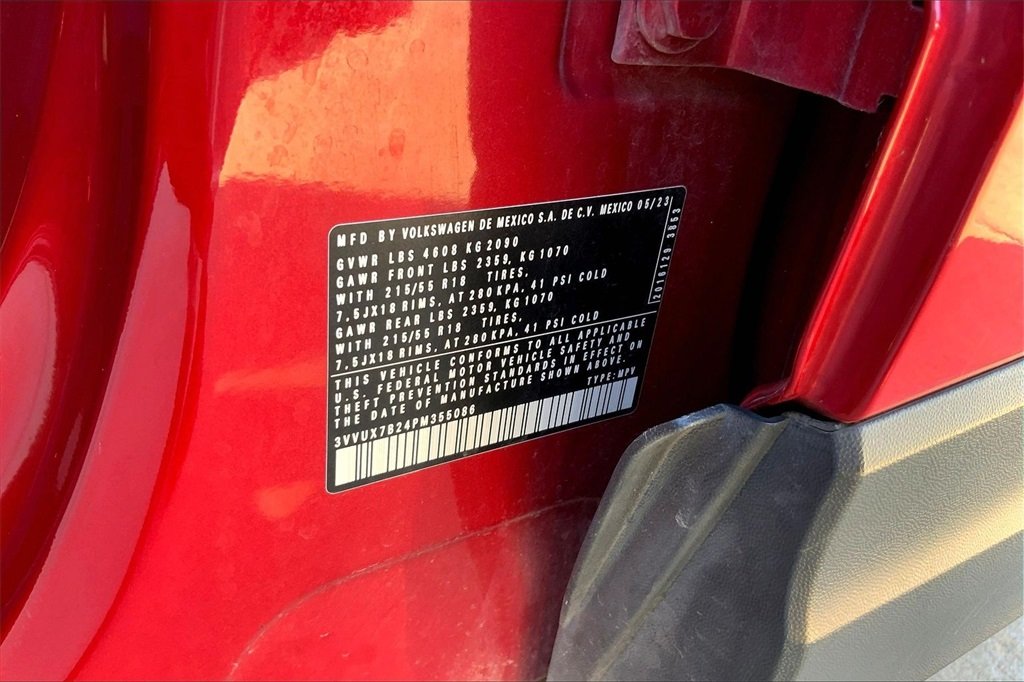 MFD BY VOLKSWAGEN DE MEXICO S.A. DE C.V. MEXICO 05/23
GVWR LBS 4608 KG 2090
GAWR FRONT LBS 2359, KG 1070
WITH 215/55 R18 TIRES,
7,5JX18 RIMS, AT 280 KPA, 41 PSI COLD
GAWR REAR LBS 2359, KG 1070
WITH 215/55 R18 TIRES,
7,5JX18 RIMS, AT 280 KPA, 41 PSI COLD
THIS VEHICLE CONFORMS TO ALL APPLICABLE
U.S. FEDERAL MOTOR VEHICLE SAFETY AND
THEFT PREVENTION STANDARDS IN EFFECT ON
THE DATE OF MANUFACTURE SHOWN ABOVE.
3VVUX7B24PM355086 TYPE: MPV
2016129 3853